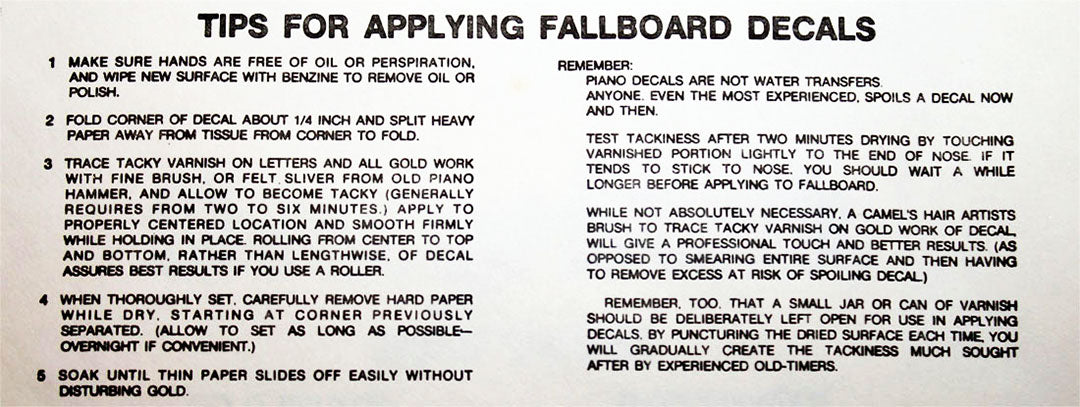 TIPS FOR APPLYING FALLBOARD DECALS
1 MAKE SURE HANDS ARE FREE OF OIL OR PERSPIRATION,
AND WIPE NEW SURFACE WITH BENZINE TO REMOVE OIL OR
POLISH.
2 FOLD CORNER OF DECAL ABOUT 1/4 INCH AND SPLIT HEAVY
PAPER AWAY FROM TISSUE FROM CORNER TO FOLD.
3 TRACE TACKY VARNISH ON LETTERS AND ALL GOLD WORK
WITH FINE BRUSH, OR FELT SLIVER FROM OLD PIANO
HAMMER, AND ALLOW TO BECOME TACKY (GENERALLY
REQUIRES FROM TWO TO SIX MINUTES.) APPLY TO
PROPERLY CENTERED LOCATION AND SMOOTH FIRMLY
WHILE HOLDING IN PLACE. ROLLING FROM CENTER TO TOP
AND BOTTOM, RATHER THAN LENGTHWISE, OF DECAL
ASSURES BEST RESULTS IF YOU USE A ROLLER.
4 WHEN THOROUGHLY SET, CAREFULLY REMOVE HARD PAPER
WHILE DRY, STARTING AT CORNER PREVIOUSLY
SEPARATED. (ALLOW TO SET AS LONG AS POSSIBLE—
OVERNIGHT IF CONVENIENT.)
5 SOAK UNTIL THIN PAPER SLIDES OFF EASILY WITHOUT
DISTURBING GOLD.
REMEMBER:
PIANO DECALS ARE NOT WATER TRANSFERS.
ANYONE, EVEN THE MOST EXPERIENCED, SPOILS A DECAL NOW
AND THEN.
TEST TACKINESS AFTER TWO MINUTES DRYING BY TOUCHING
VARNISHED PORTION LIGHTLY TO THE END OF NOSE. IF IT
TENDS TO STICK TO NOSE, YOU SHOULD WAIT A WHILE
LONGER BEFORE APPLYING TO FALLBOARD.
WHILE NOT ABSOLUTELY NECESSARY, A CAMEL'S HAIR ARTISTS
BRUSH TO TRACE TACKY VARNISH ON GOLD WORK OF DECAL,
WILL GIVE A PROFESSIONAL TOUCH AND BETTER RESULTS. (AS
OPPOSED TO SMEARING ENTIRE SURFACE AND THEN HAVING
TO REMOVE EXCESS AT RISK OF SPOILING DECAL.)
REMEMBER, TOO, THAT A SMALL JAR OR CAN OF VARNISH
SHOULD BE DELIBERATELY LEFT OPEN FOR USE IN APPLYING
DECALS. BY PUNCTURING THE DRIED SURFACE EACH TIME, YOU
WILL GRADUALLY CREATE THE TACKINESS MUCH SOUGHT
AFTER BY EXPERIENCED OLD-TIMERS.